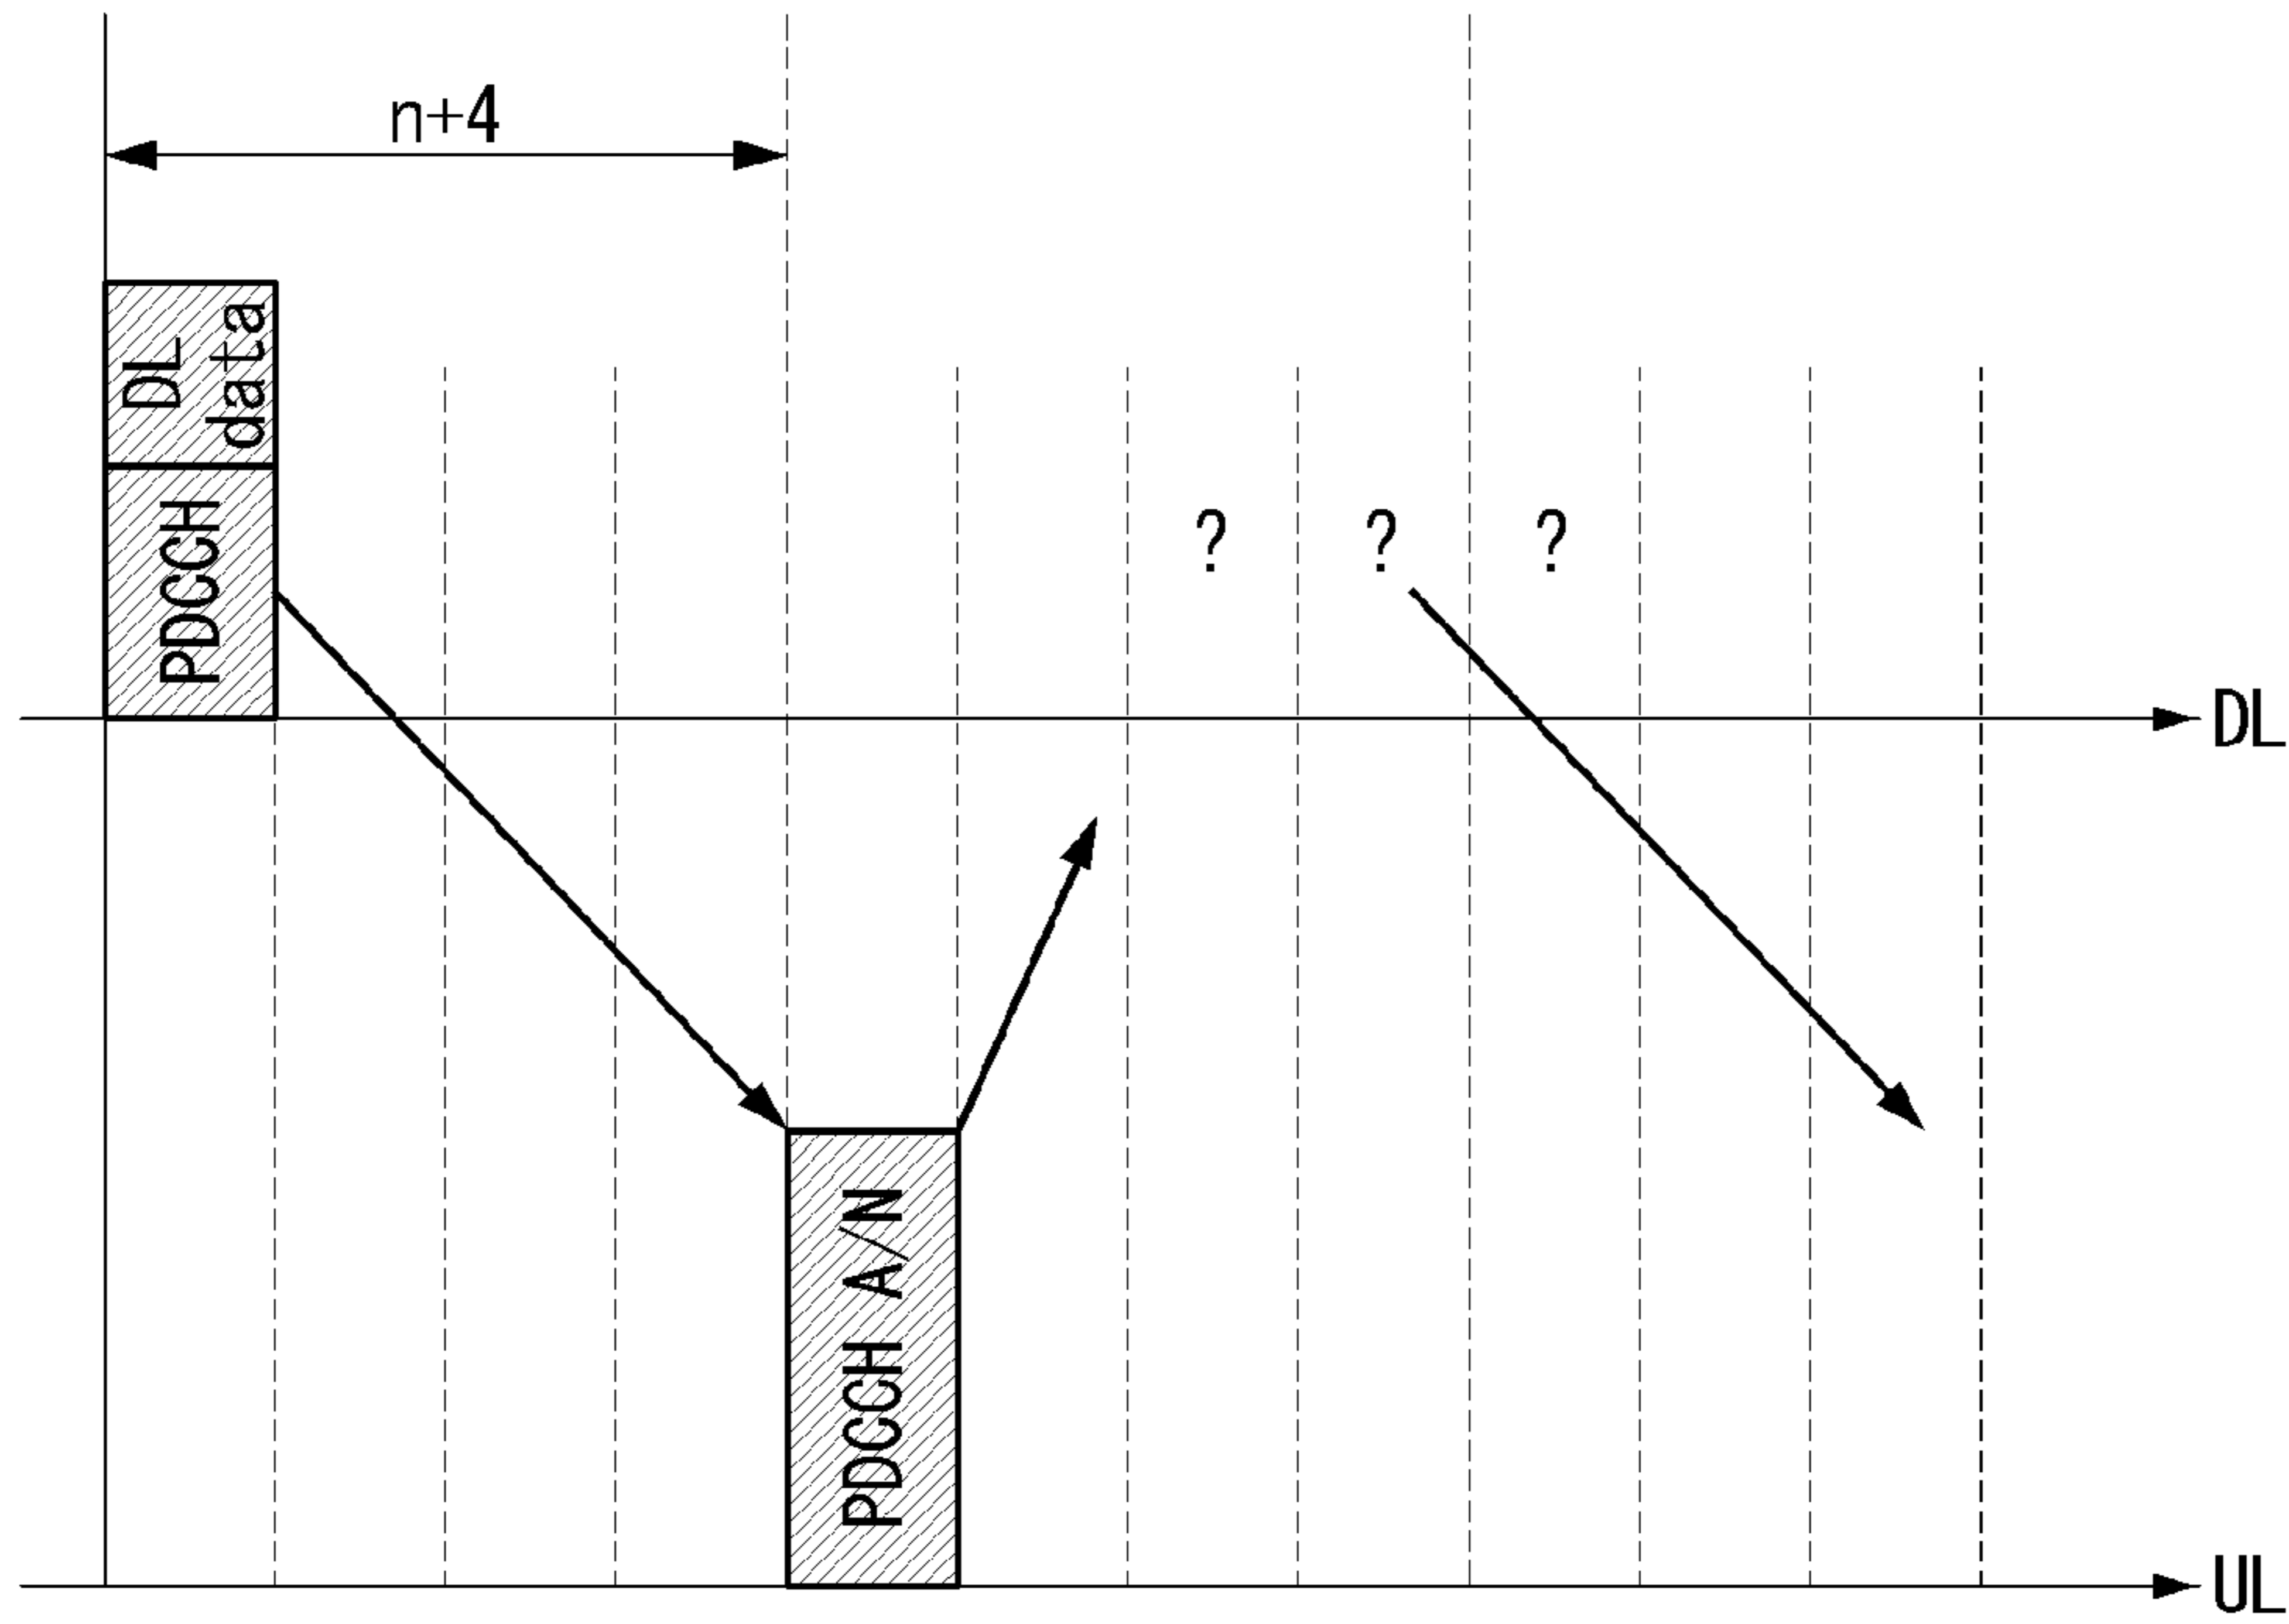 n+4
DL
data
PDCCH
? ? ?
DL
PDCCH A/N
UL